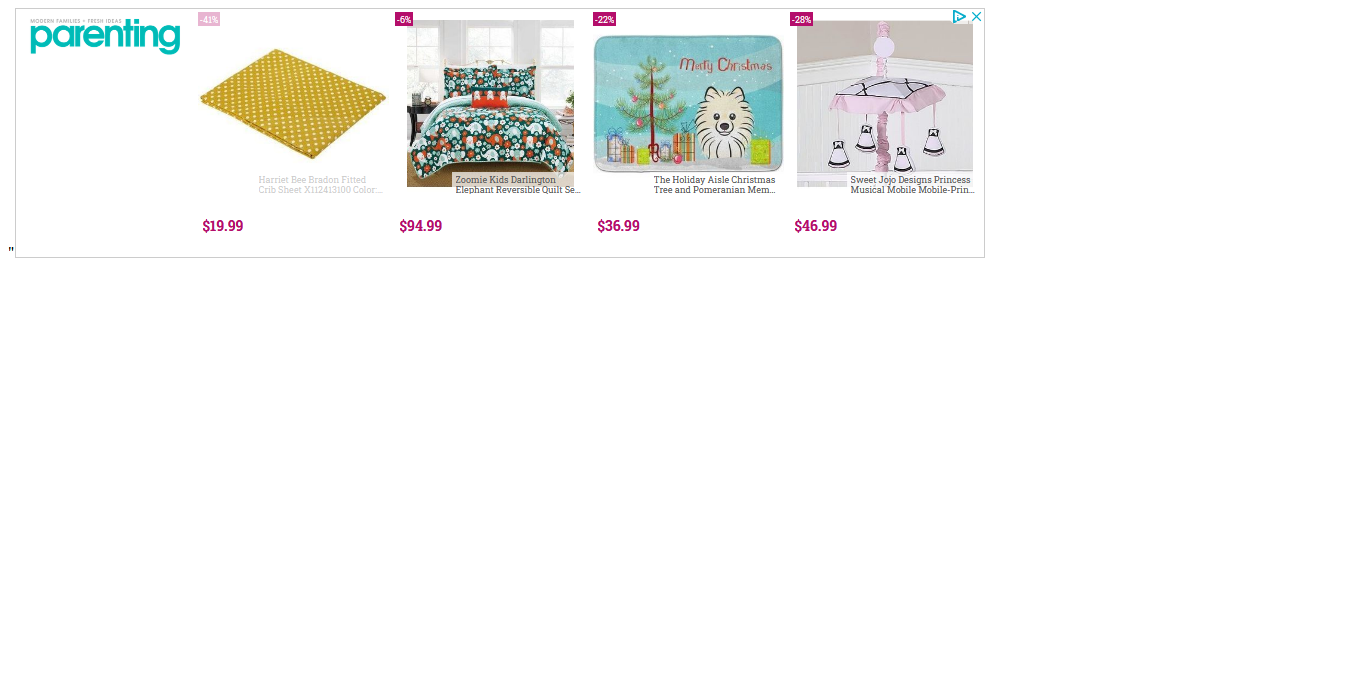 MODERN FAMILIES + FRESH IDEAS
parenting
-41%
Harriet Bee Bradon Fitted
Crib Sheet X112413100 Color:...
$19.99
-6%
Zoomie Kids Darlington
Elephant Reversible Quilt Se...
$94.99
-22%
Merry Christmas
The Holiday Aisle Christmas
Tree and Pomeranian Mem...
$36.99
-28%
Sweet Jojo Designs Princess
Musical Mobile Mobile-Prin...
$46.99
"